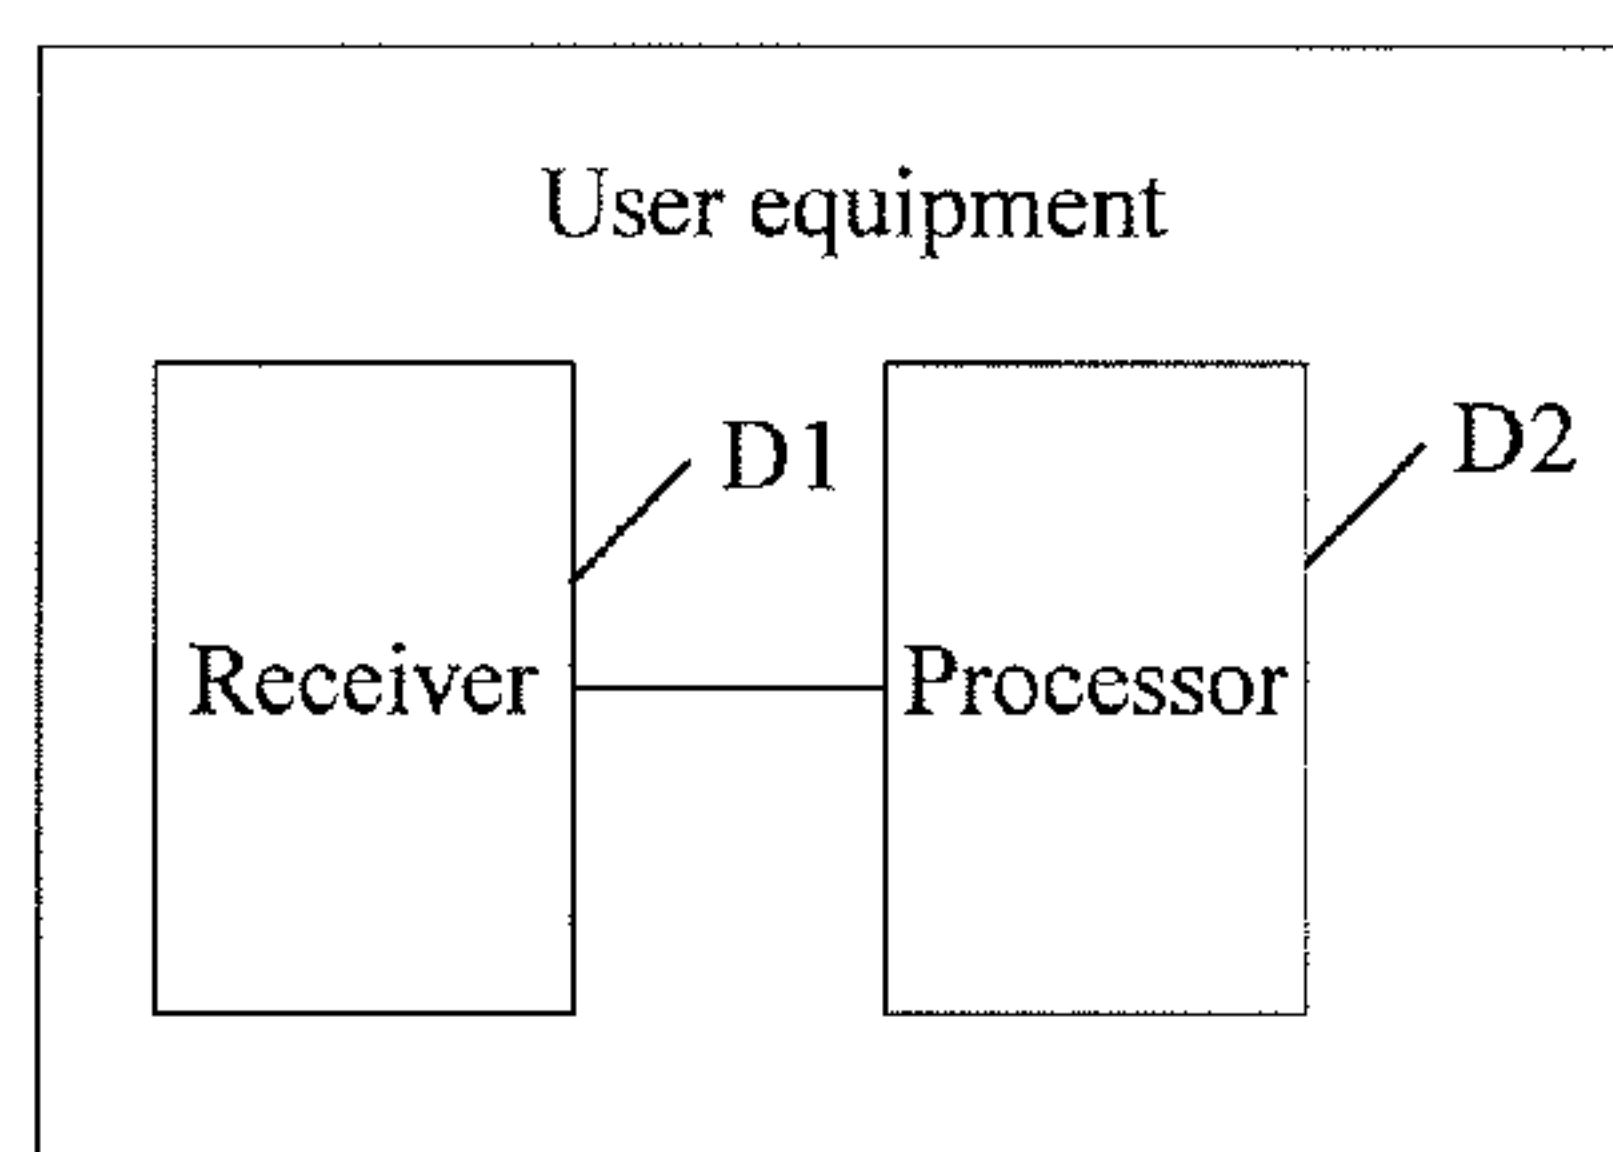 User equipment
D1
D2
Receiver
Processor